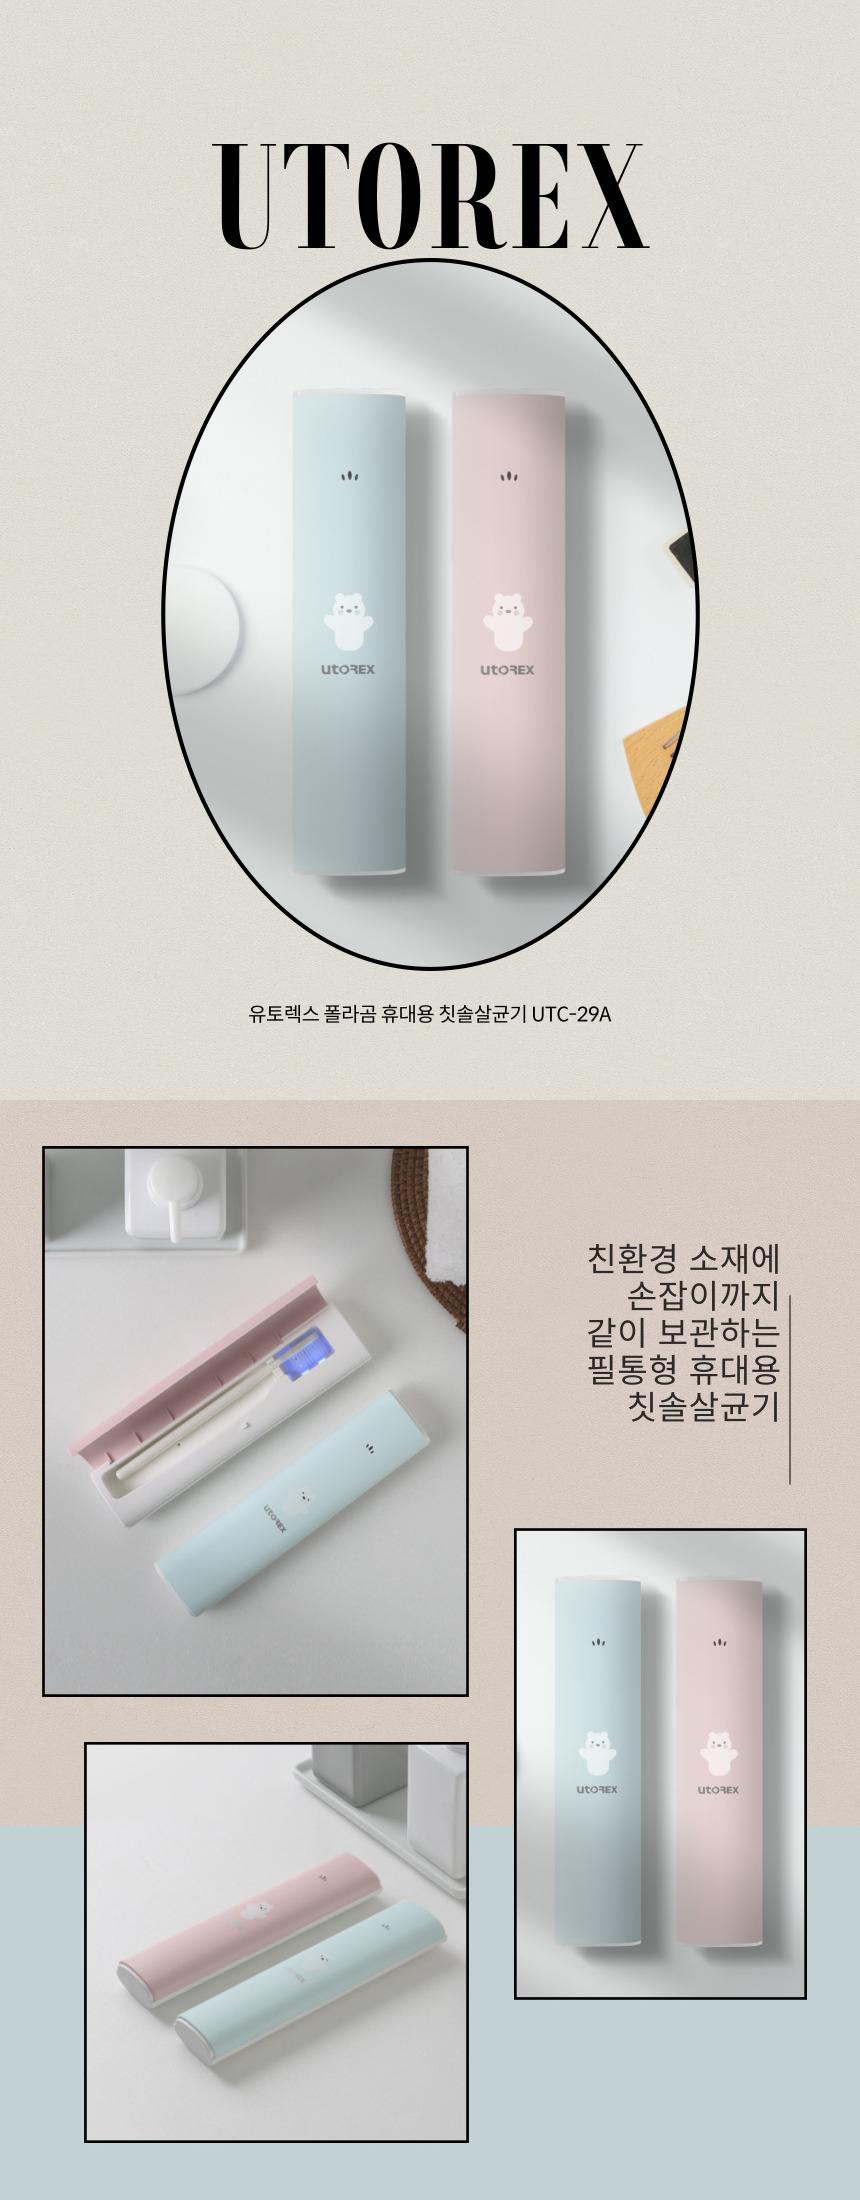 UTOREX
utorex
utorex
유토렉스 폴라곰 휴대용 칫솔살균기 UTC-29A
친환경 소재에
손잡이까지
같이 보관하는
필통형 휴대용
칫솔살균기
UTOREX
utorex
utorex